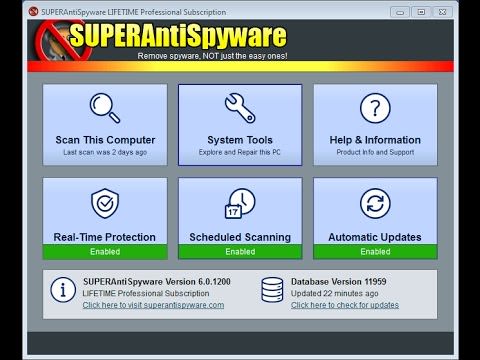 SUPERAntiSpyware LIFETIME Professional Subscription
SUPERAntiSpyware
Remove spyware, NOT just the easy ones!
Scan This Computer
Last scan was 2 days ago
System Tools
Explore and Repair this PC
Help & Information
Product Info and Support
Real-Time Protection
Enabled
17
Scheduled Scanning
Enabled
Automatic Updates
Enabled
SUPERAntiSpyware Version 6.0.1200
LIFETIME Professional Subscription
Click here to visit superantispyware.com
Database Version 11959
Updated 22 minutes ago
Click here to check for updates